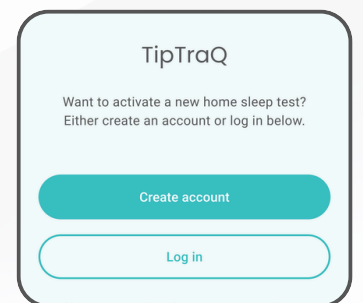 TipTraQ
Want to activate a new home sleep test?
Either create an account or log in below.
Create account
Log in